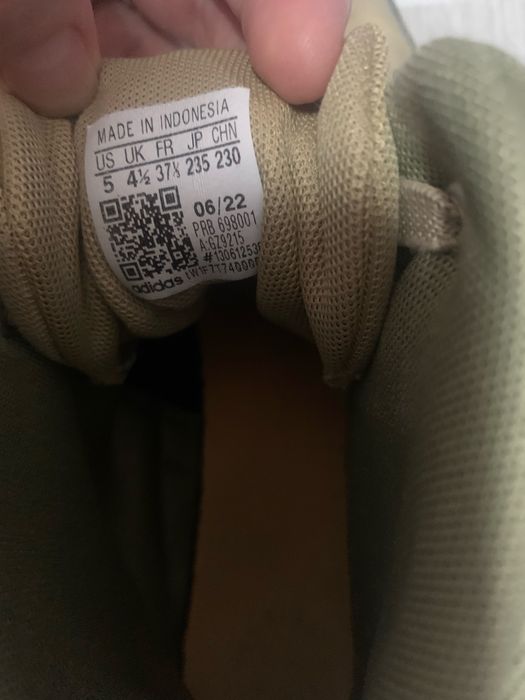 MADE IN INDONESIA
US UK FR JP CHN
5 4½ 37⅓ 235 230
06/22
PRB 698001
A:GZ9215
adidas